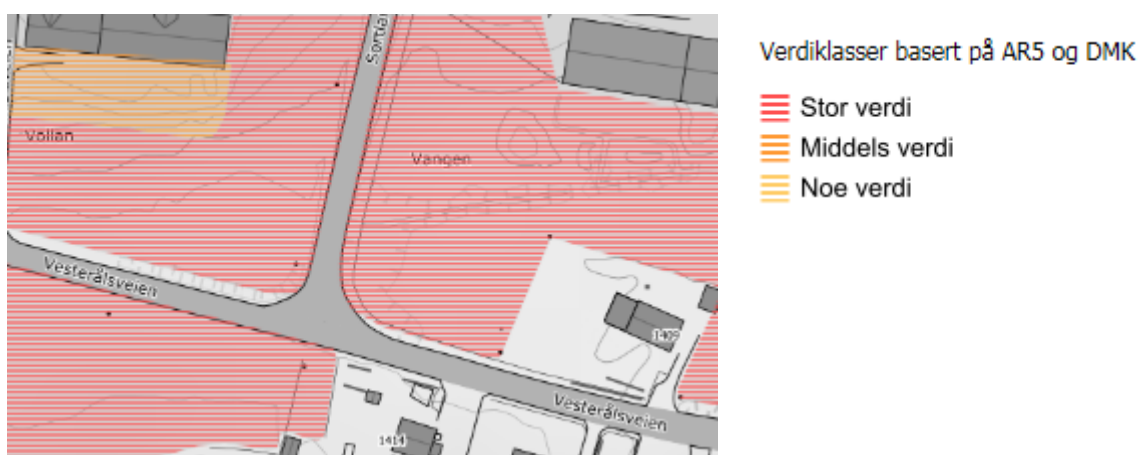 Verdiklasser basert på AR5 og DMK
Stor verdi
Middels verdi
Noe verdi
Vollan
Vangen
Vesterålsveien
1409
Vesterålsveien
1414